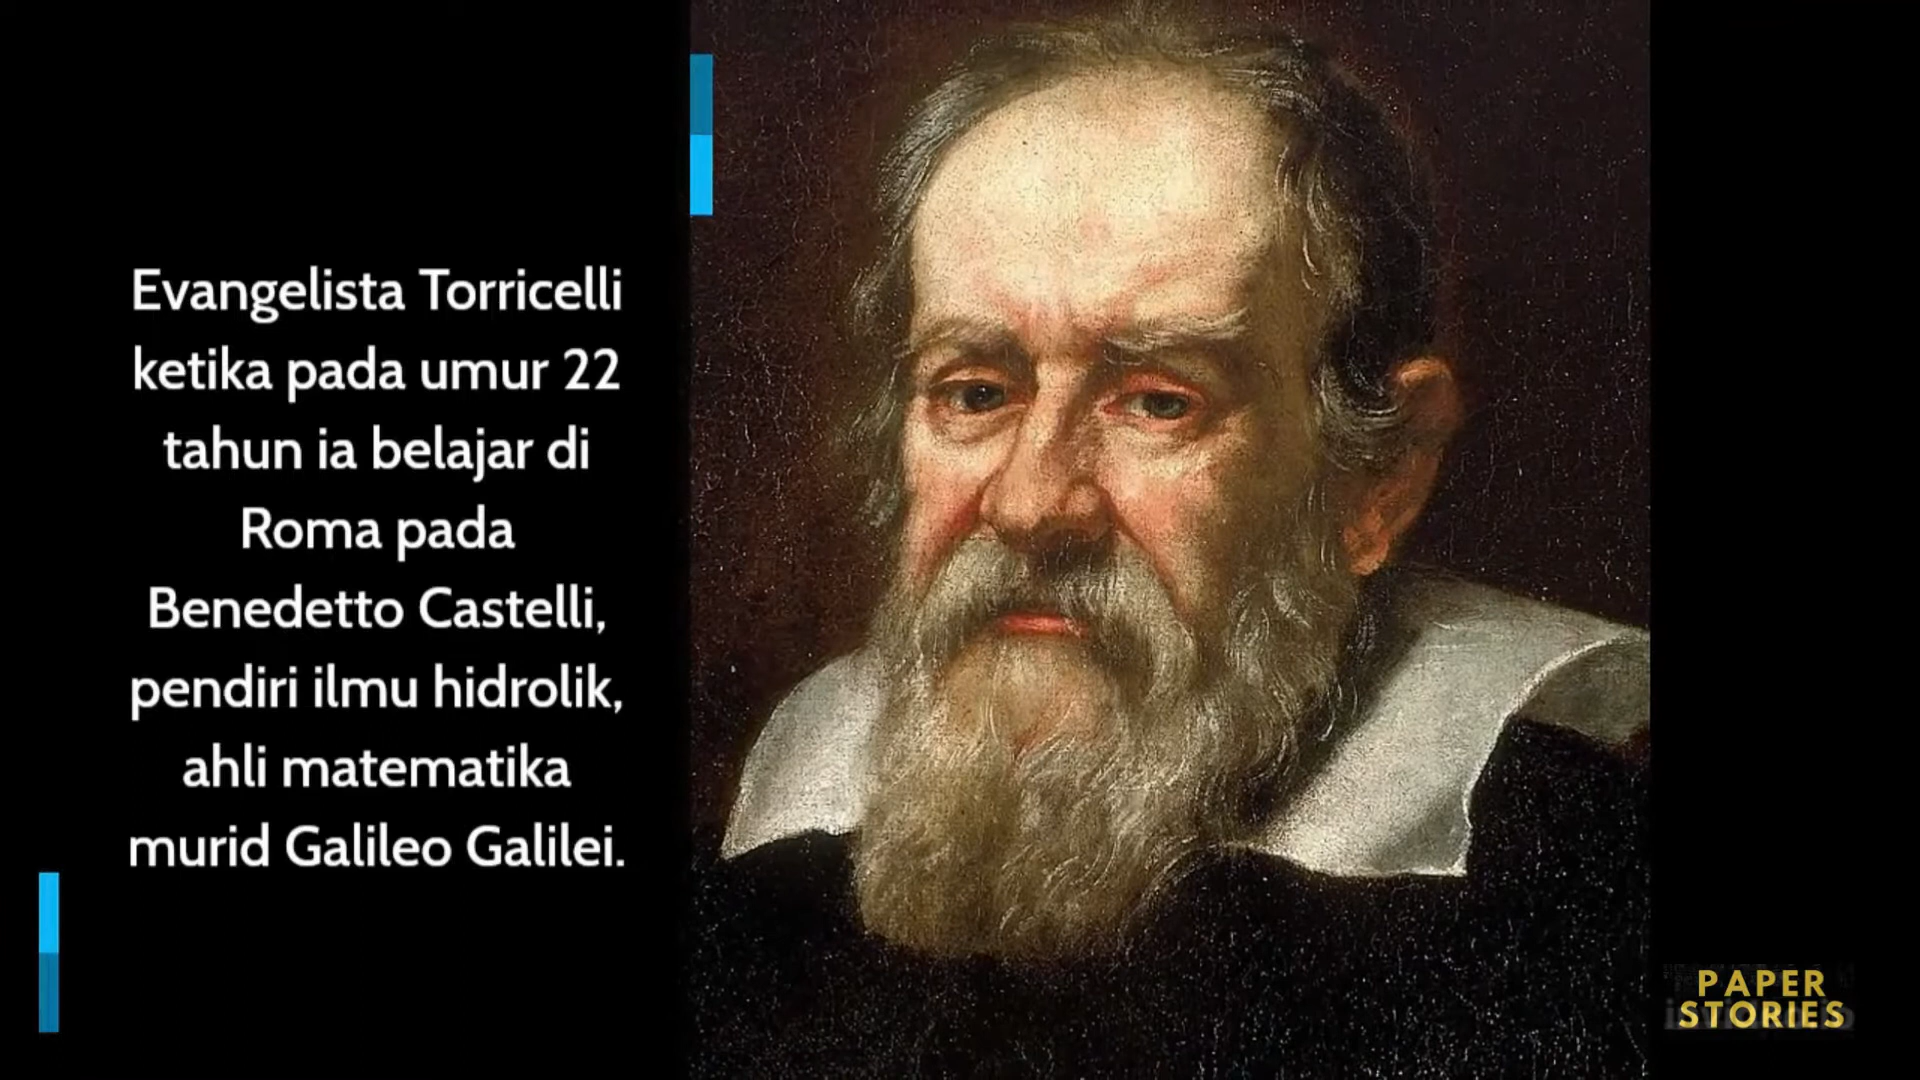 Evangelista Torricelli
ketika pada umur 22
tahun ia belajar di
Roma pada
Benedetto Castelli,
pendiri ilmu hidrolik,
ahli matematika
murid Galileo Galilei.
PAPER
STORIES